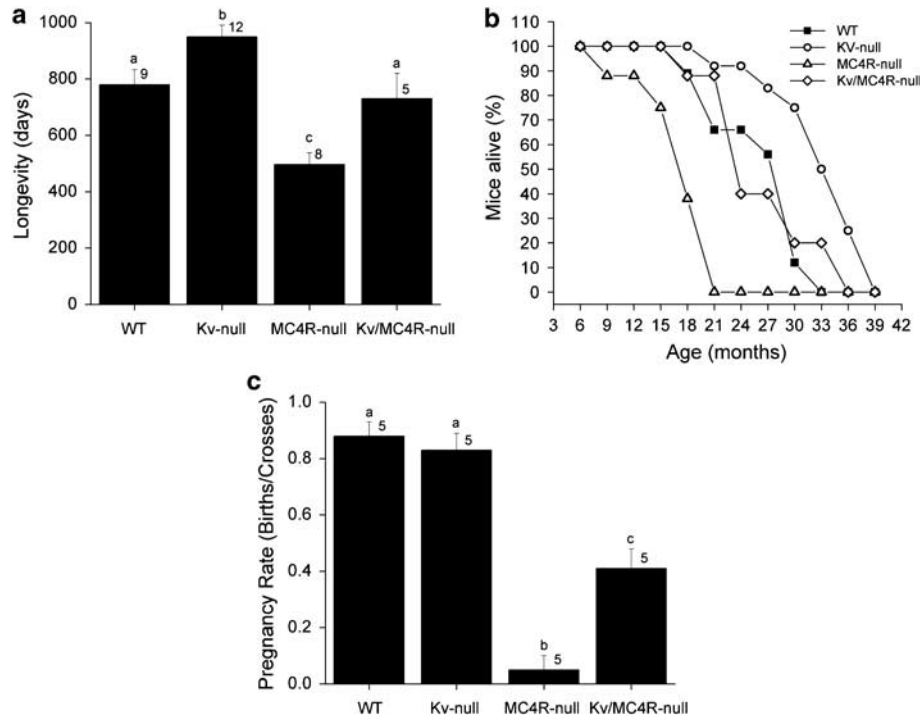 a
1000
800
600
400
200
0
Longevity (days)
a
9
b
12
c
8
a
5
WT Kv-null MC4R-null Kv/MC4R-null
b
WT
KV-null
MC4R-null
Kv/MC4R-null
100
90
80
70
60
50
40
30
20
10
0
Mice alive (%)
3 6 9 12 15 18 21 24 27 30 33 36 39 42
Age (months)
c
1.0
0.8
0.6
0.4
0.2
0.0
Pregnancy Rate (Births/Crosses)
a
5
a
5
b
5
c
5
WT Kv-null MC4R-null Kv/MC4R-null